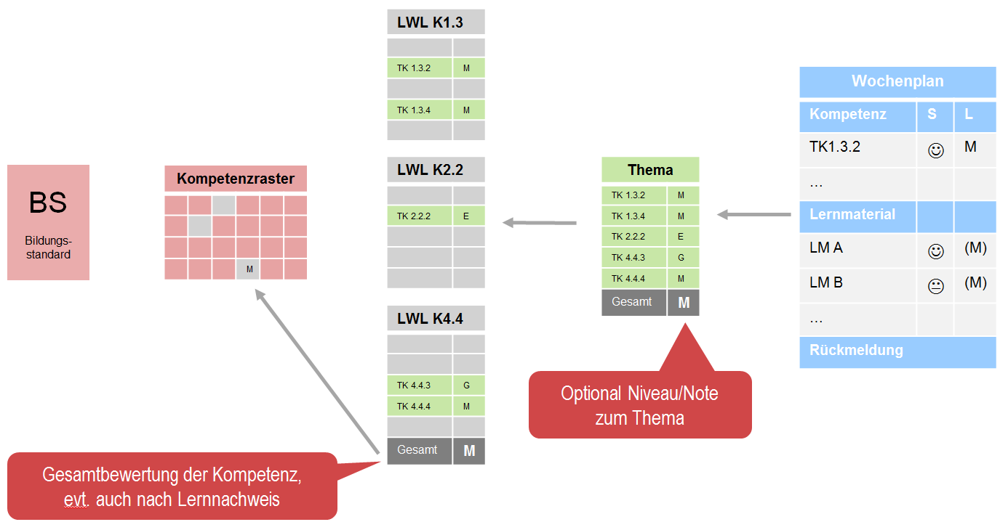 BS
Bildungs-
standard
Kompetenzraster
M
LWL K1.3
TK 1.3.2 M
TK 1.3.4 M
LWL K2.2
TK 2.2.2 E
LWL K4.4
TK 4.4.3 G
TK 4.4.4 M
Gesamt M
Gesamtbewertung der Kompetenz,
evt. auch nach Lernnachweis
Thema
TK 1.3.2 M
TK 1.3.4 M
TK 2.2.2 E
TK 4.4.3 G
TK 4.4.4 M
Gesamt M
Optional Niveau/Note
zum Thema
Wochenplan
Kompetenz S L
TK1.3.2 ☺ M
...
Lernmaterial
LM A ☺ (M)
LM B 😐 (M)
...
Rückmeldung